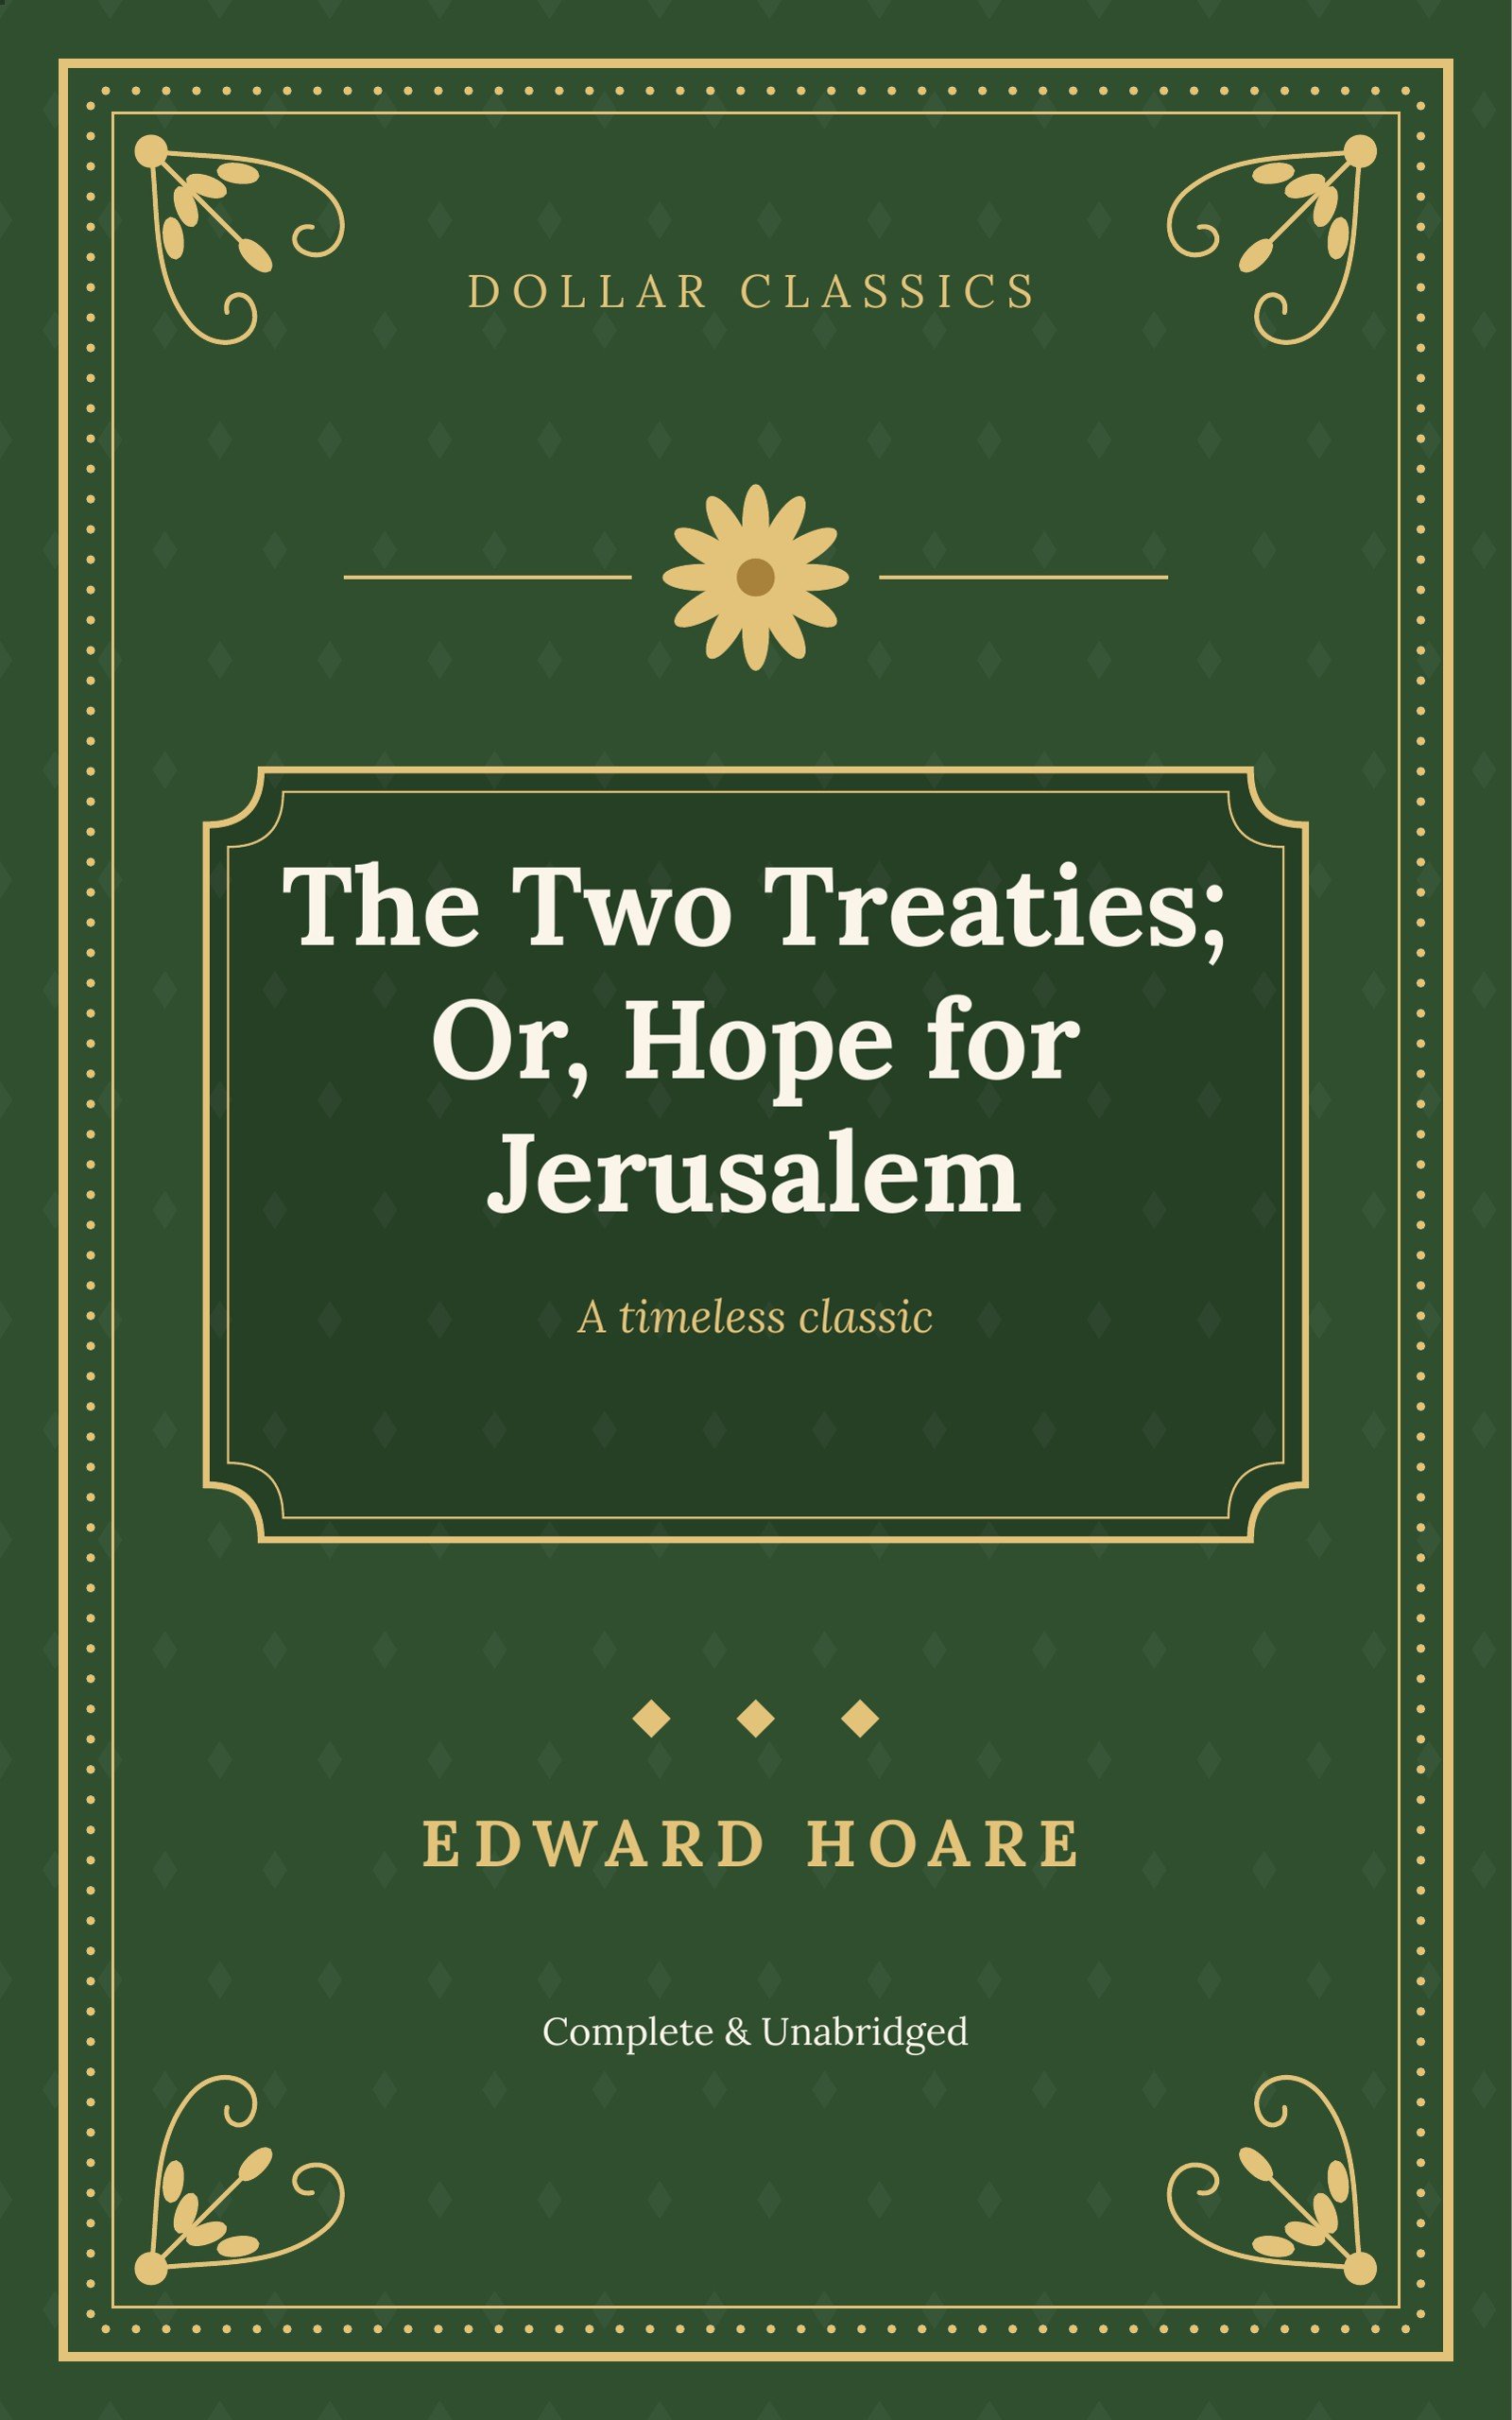 DOLLAR CLASSICS
The Two Treaties;
Or, Hope for
Jerusalem
A timeless classic
EDWARD HOARE
Complete & Unabridged